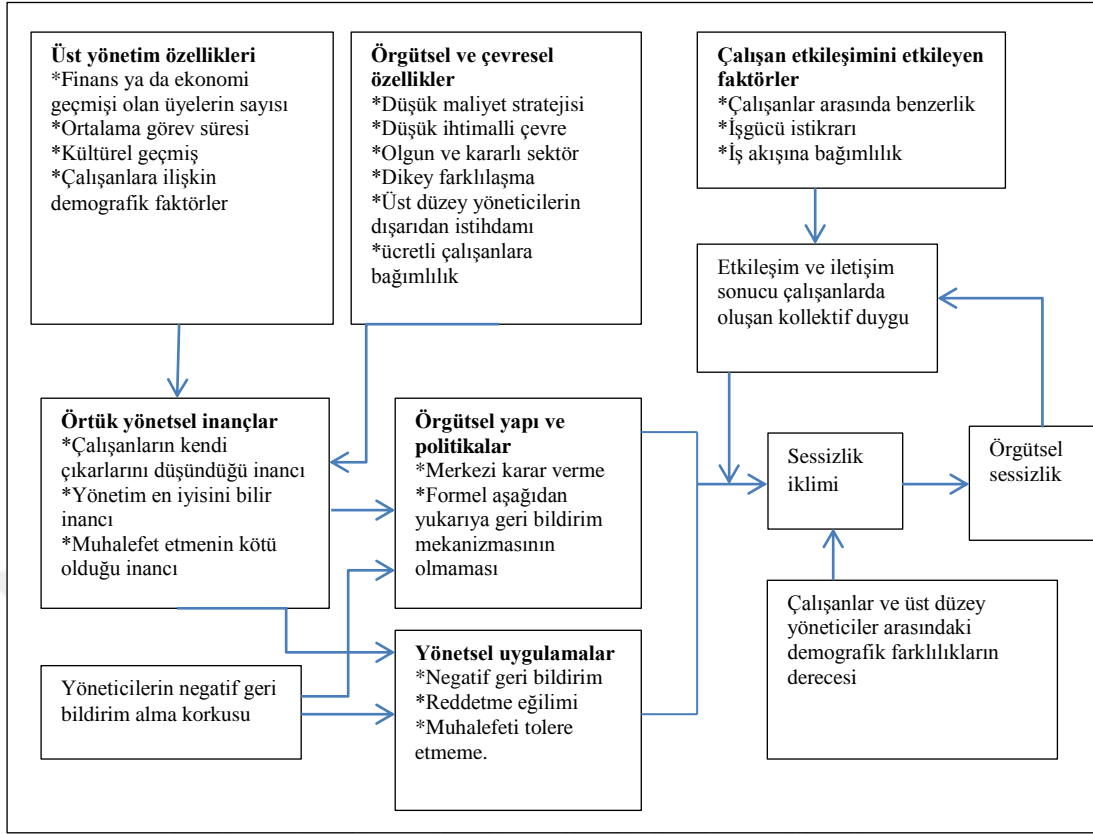 Üst yönetim özellikleri
*Finans ya da ekonomi
geçmişi olan üyelerin sayısı
*Ortalama görev süresi
*Kültürel geçmiş
*Çalışanlara ilişkin
demografik faktörler
Örgütsel ve çevresel
özellikler
*Düşük maliyet stratejisi
*Düşük ihtimalli çevre
*Olgun ve kararlı sektör
*Dikey farklılaşma
*Üst düzey yöneticilerin
dışarıdan istihdamı
*ücretli çalışanlara
bağımlılık
Çalışan etkileşimini etkileyen
faktörler
*Çalışanlar arasında benzerlik
*İşgücü istikrarı
*İş akışına bağımlılık
Etkileşim ve iletişim
sonucu çalışanlarda
oluşan kollektif duygu
Örtük yönetsel inançlar
*Çalışanların kendi
çıkarlarını düşündüğü inancı
*Yönetim en iyisini bilir
inancı
*Muhalefet etmenin kötü
olduğu inancı
Örgütsel yapı ve
politikalar
*Merkezi karar verme
*Formel aşağıdan
yukarıya geri bildirim
mekanizmasının
olmaması
Sessizlik
iklimi
Örgütsel
sessizlik
Yöneticilerin negatif geri
bildirim alma korkusu
Yönetsel uygulamalar
*Negatif geri bildirim
*Reddetme eğilimi
*Muhalefeti tolere
etmeme.
Çalışanlar ve üst düzey
yöneticiler arasındaki
demografik farklılıkların
derecesi